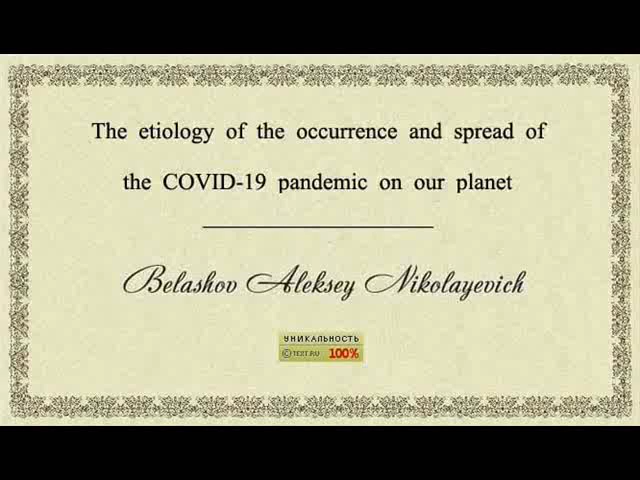 The etiology of the occurrence and spread of
the COVID-19 pandemic on our planet
Belashov Aleksey Nikolayevich
УНИКАЛЬНОСТЬ
© TEXT.RU 100%